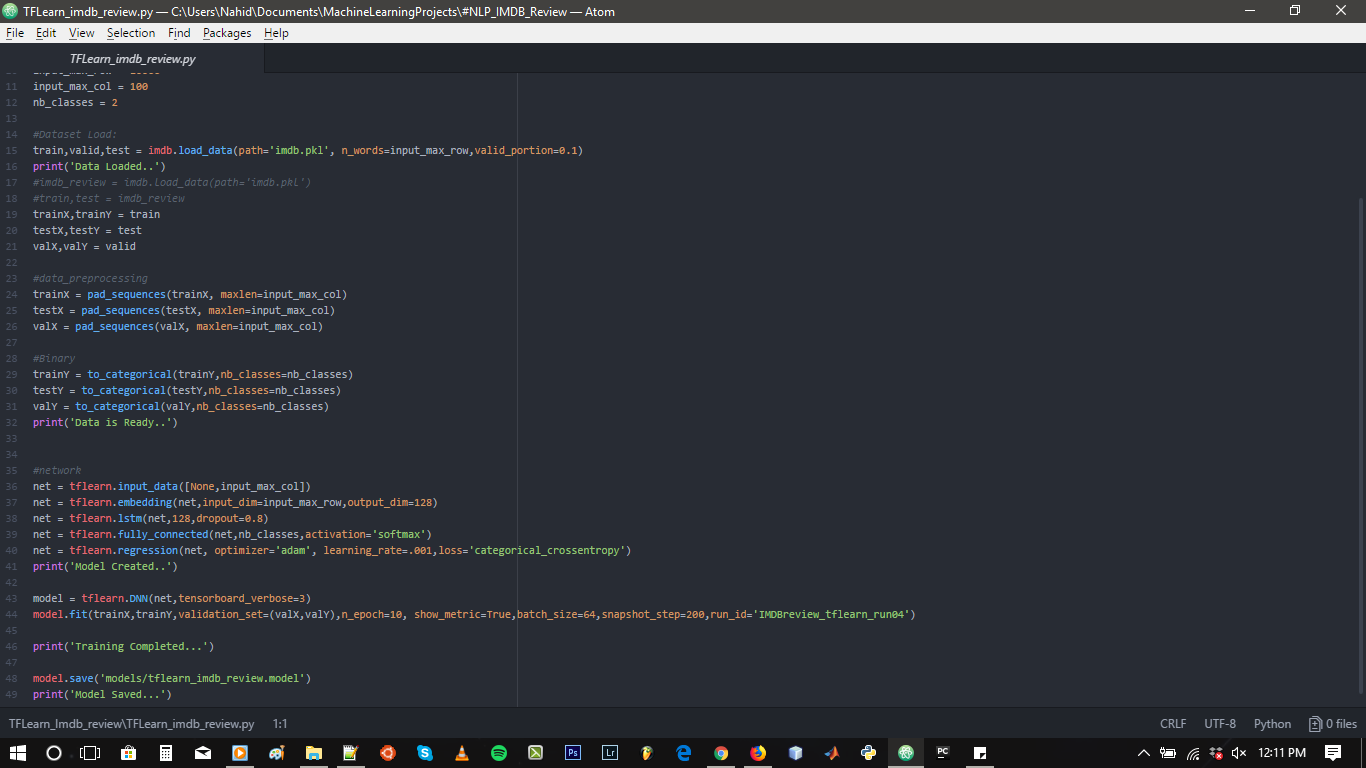 TFLearn_imdb_review.py — C:\Users\Nahid\Documents\MachineLearningProjects\#NLP_IMDB_Review — Atom
File Edit View Selection Find Packages Help
TFLearn_imdb_review.py
11 input_max_col = 100
12 nb_classes = 2
13
14 #Dataset Load:
15 train,valid,test = imdb.load_data(path='imdb.pkl', n_words=input_max_row,valid_portion=0.1)
16 print('Data Loaded..')
17 #imdb_review = imdb.load_data(path='imdb.pkl')
18 #train,test = imdb_review
19 trainX,trainY = train
20 testX,testY = test
21 valX,valY = valid
22
23 #data_preprocessing
24 trainX = pad_sequences(trainX, maxlen=input_max_col)
25 testX = pad_sequences(testX, maxlen=input_max_col)
26 valX = pad_sequences(valX, maxlen=input_max_col)
27
28 #Binary
29 trainY = to_categorical(trainY,nb_classes=nb_classes)
30 testY = to_categorical(testY,nb_classes=nb_classes)
31 valY = to_categorical(valY,nb_classes=nb_classes)
32 print('Data is Ready..')
33
34
35 #network
36 net = tflearn.input_data([None,input_max_col])
37 net = tflearn.embedding(net,input_dim=input_max_row,output_dim=128)
38 net = tflearn.lstm(net,128,dropout=0.8)
39 net = tflearn.fully_connected(net,nb_classes,activation='softmax')
40 net = tflearn.regression(net, optimizer='adam', learning_rate=.001,loss='categorical_crossentropy')
41 print('Model Created..')
42
43 model = tflearn.DNN(net,tensorboard_verbose=3)
44 model.fit(trainX,trainY,validation_set=(valX,valY),n_epoch=10, show_metric=True,batch_size=64,snapshot_step=200,run_id='IMDBreview_tflearn_run04')
45
46 print('Training Completed...')
47
48 model.save('models/tflearn_imdb_review.model')
49 print('Model Saved...')
TFLearn_Imdb_review\TFLearn_imdb_review.py 1:1 CRLF UTF-8 Python 0 files
Ps Lr PC 12:11 PM